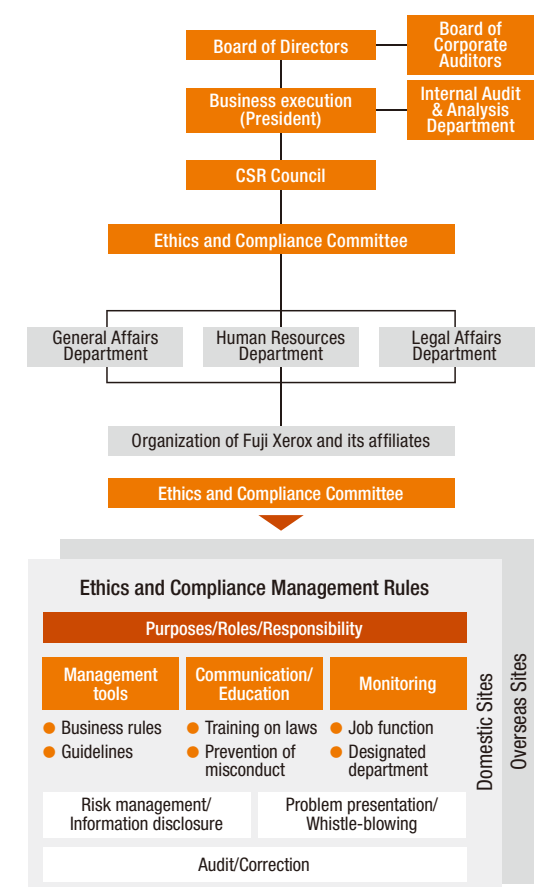 Board of Directors
Board of
Corporate
Auditors
Business execution
(President)
Internal Audit
& Analysis
Department
CSR Council
Ethics and Compliance Committee
General Affairs
Department
Human Resources
Department
Legal Affairs
Department
Organization of Fuji Xerox and its affiliates
Ethics and Compliance Committee
Ethics and Compliance Management Rules
Purposes/Roles/Responsibility
Management
tools
Communication/
Education
Monitoring
● Business rules
● Guidelines
● Training on laws
● Prevention of
misconduct
● Job function
● Designated
department
Risk management/
Information disclosure
Problem presentation/
Whistle-blowing
Audit/Correction
Domestic Sites
Overseas Sites